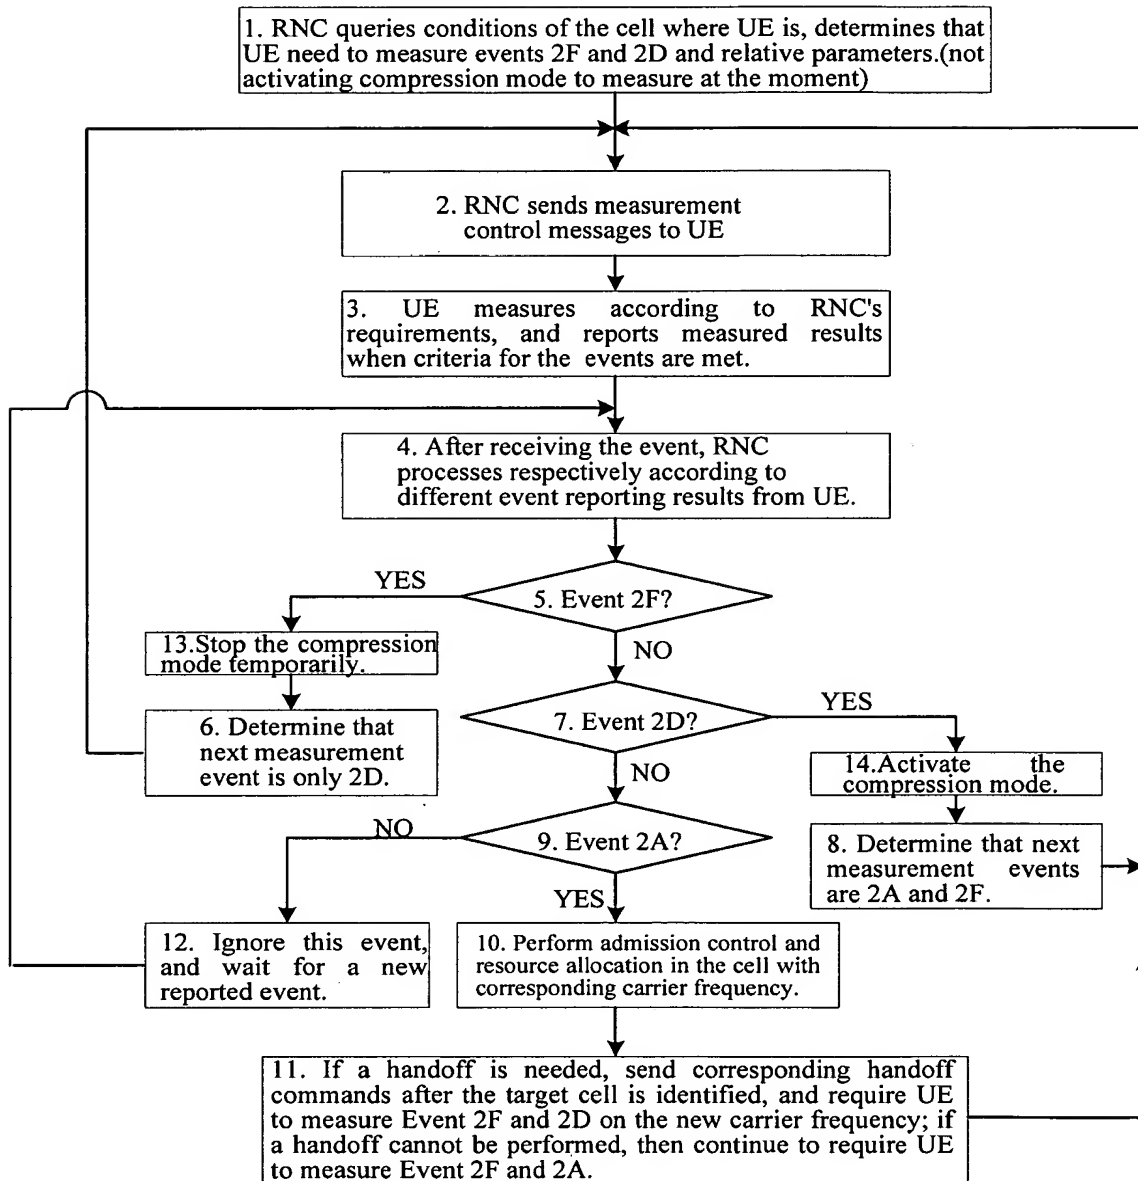 1. RNC queries conditions of the cell where UE is, determines that
UE need to measure events 2F and 2D and relative parameters.(not
activating compression mode to measure at the moment)
2. RNC sends measurement
control messages to UE
3. UE measures according to RNC's
requirements, and reports measured results
when criteria for the events are met.
4. After receiving the event, RNC
processes respectively according to
different event reporting results from UE.
YES
5. Event 2F?
NO
13.Stop the compression
mode temporarily.
6. Determine that
next measurement
event is only 2D.
7. Event 2D?
YES
NO
14.Activate the
compression mode.
8. Determine that next
measurement events
are 2A and 2F.
NO
9. Event 2A?
YES
12. Ignore this event,
and wait for a new
reported event.
10. Perform admission control and
resource allocation in the cell with
corresponding carrier frequency.
11. If a handoff is needed, send corresponding handoff
commands after the target cell is identified, and require UE
to measure Event 2F and 2D on the new carrier frequency; if
a handoff cannot be performed, then continue to require UE
to measure Event 2F and 2A.